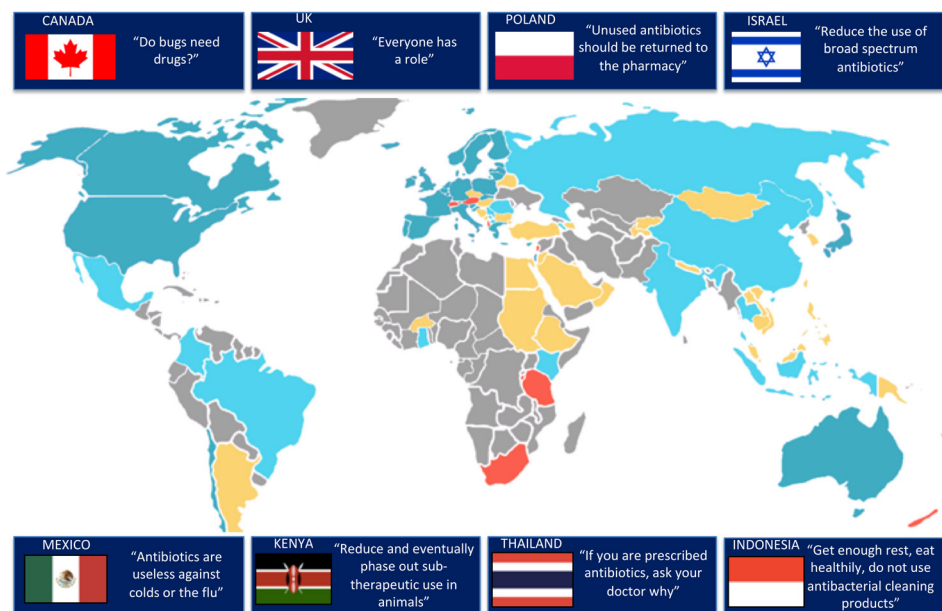 CANADA
“Do bugs need
drugs?”
UK
“Everyone has
a role”
POLAND
“Unused antibiotics
should be returned to
the pharmacy”
ISRAEL
“Reduce the use of
broad spectrum
antibiotics”
MEXICO
“Antibiotics are
useless against
colds or the flu”
KENYA
“Reduce and eventually
phase out sub-
therapeutic use in
animals”
THAILAND
“If you are prescribed
antibiotics, ask your
doctor why”
INDONESIA
“Get enough rest, eat
healthily, do not use
antibacterial cleaning
products”